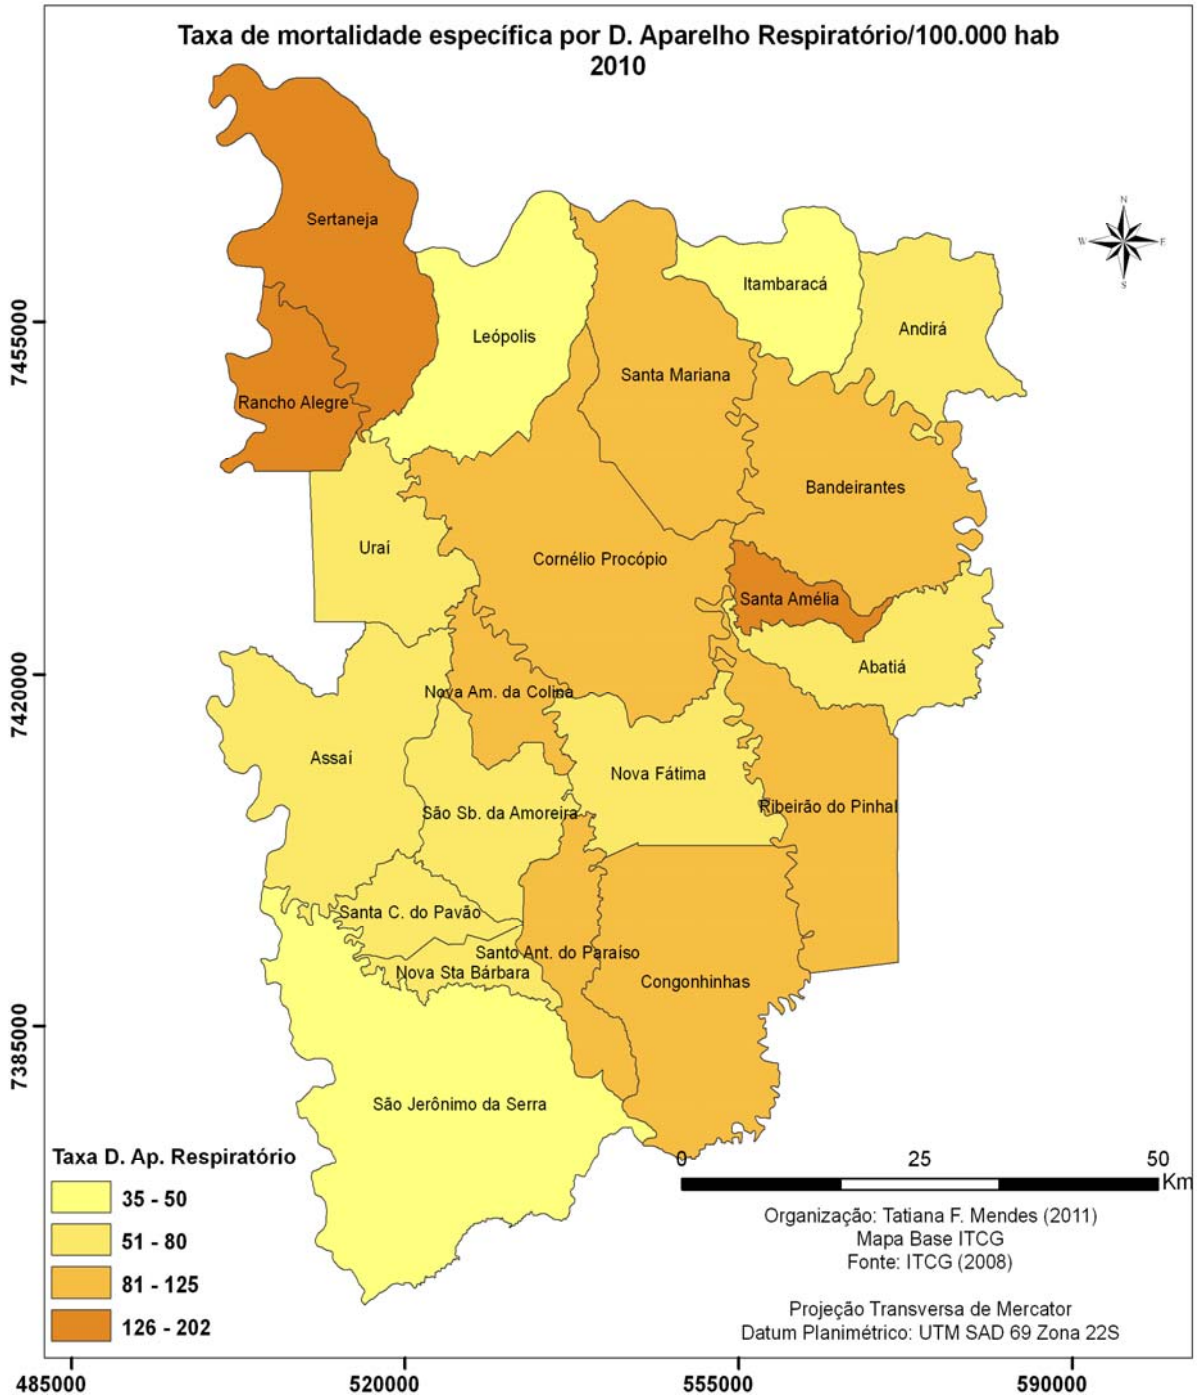 Taxa de mortalidade específica por D. Aparelho Respiratório/100.000 hab
2010
Sertaneja
N
W
E
S
Itambaracá
Andirá
Leópolis
7455000
Santa Mariana
Rancho Alegre
Bandeirantes
Uraí
Cornélio Procópio
Santa Amélia
Abatiá
7420000
Nova Am. da Colina
Assaí
Nova Fátima
Ribeirão do Pinhal
São Sb. da Amoreira
Santa C. do Pavão
Santo Ant. do Paraíso
Nova Sta Bárbara
Congonhinhas
7385000
São Jerônimo da Serra
Taxa D. Ap. Respiratório
35 - 50
51 - 80
81 - 125
126 - 202
0 25 50
Km
Organização: Tatiana F. Mendes (2011)
Mapa Base ITCG
Fonte: ITCG (2008)
Projeção Transversa de Mercator
Datum Planimétrico: UTM SAD 69 Zona 22S
485000 520000 555000 590000